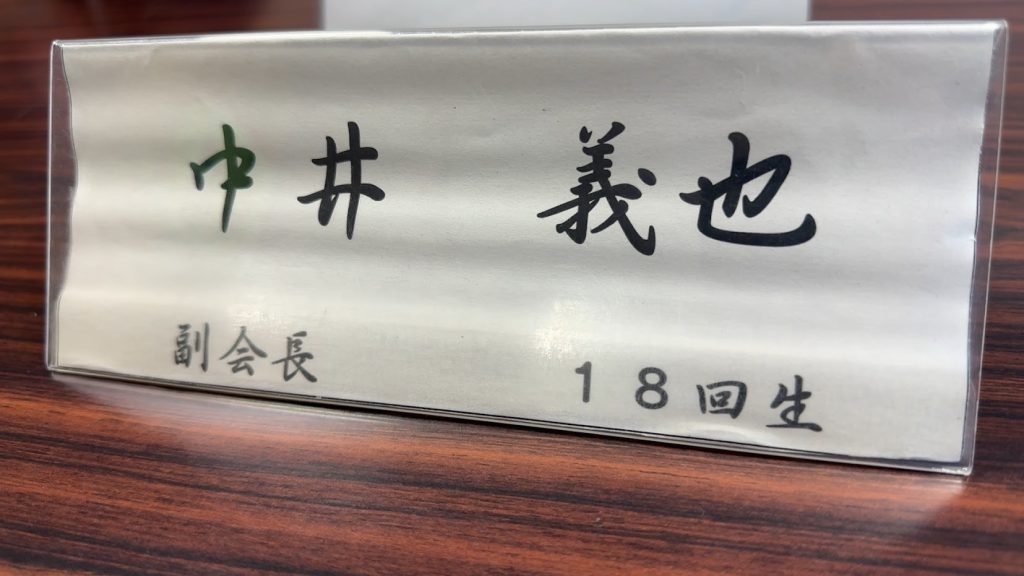 中井 義也
副会長 18回生